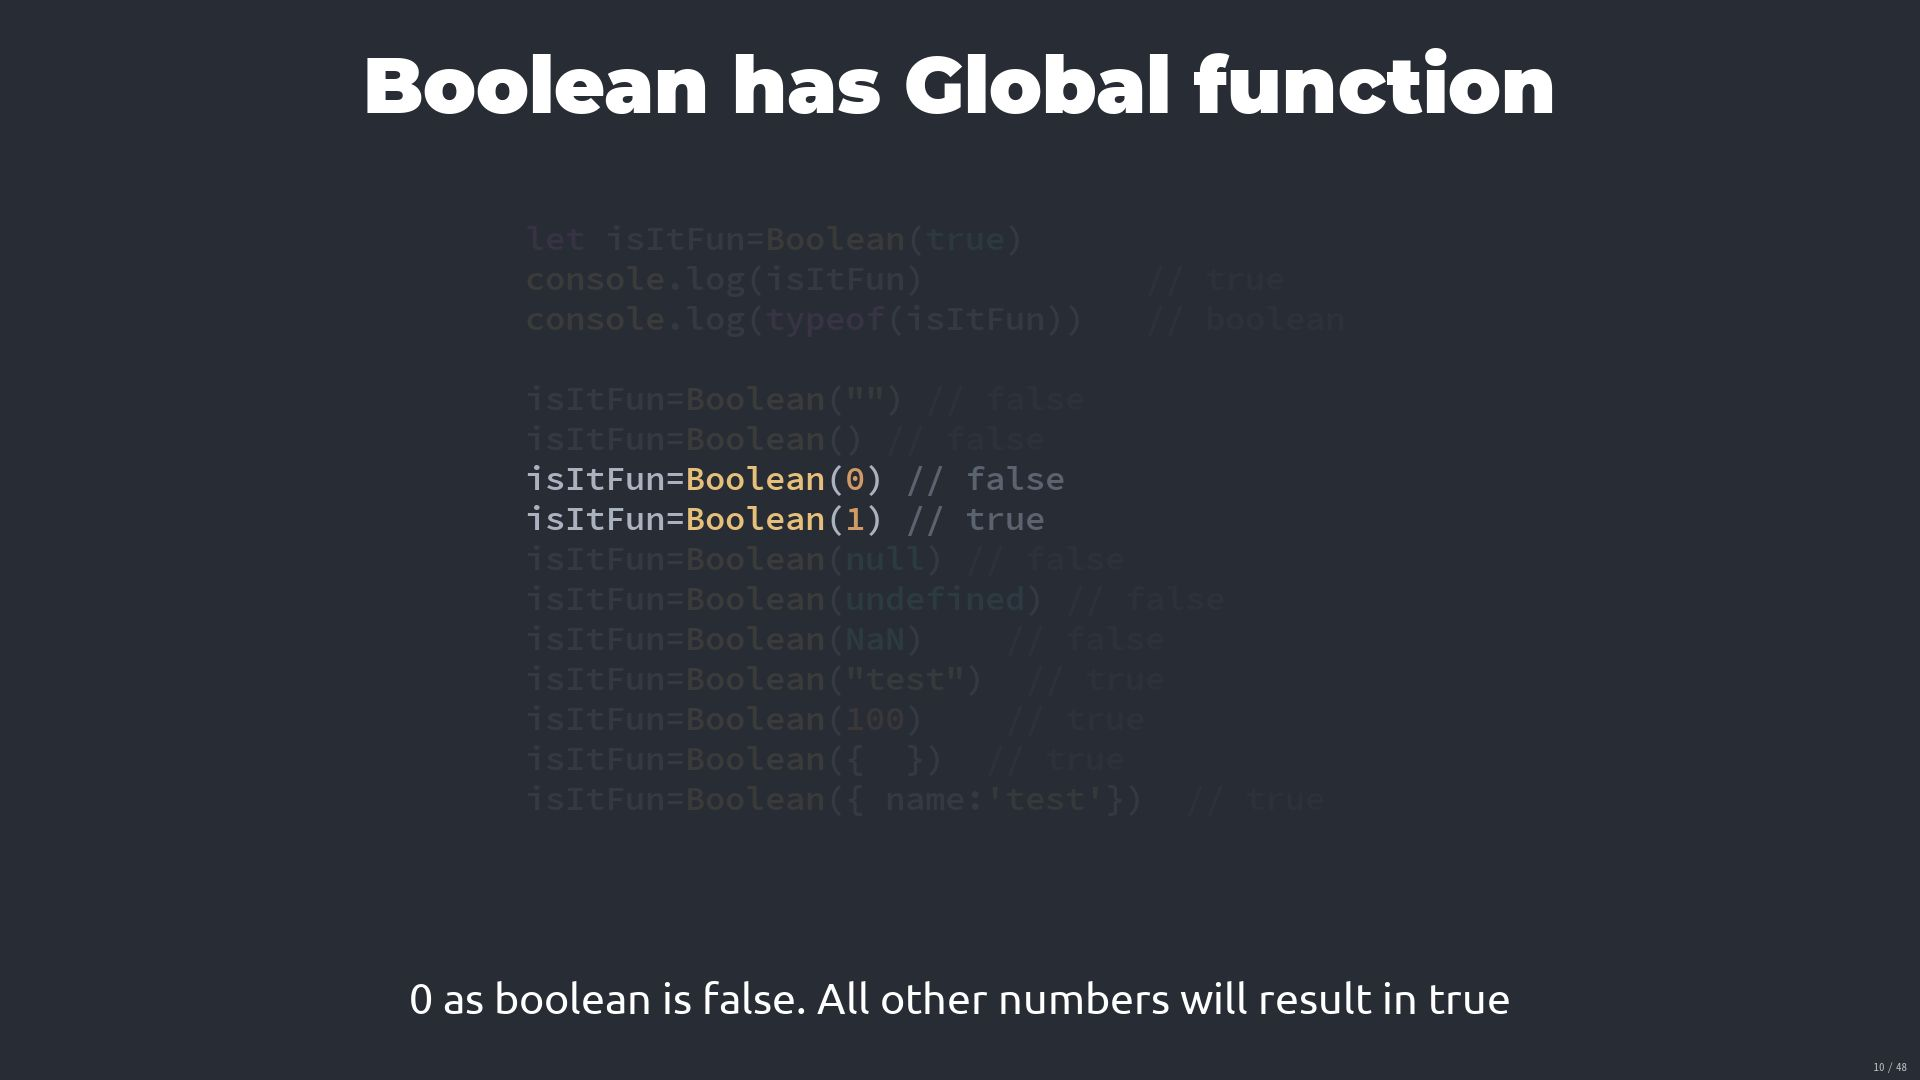 Boolean has Global function
let isItFun=Boolean(true)
console.log(isItFun) // true
console.log(typeof(isItFun)) // boolean
isItFun=Boolean("") // false
isItFun=Boolean() // false
isItFun=Boolean(0) // false
isItFun=Boolean(1) // true
isItFun=Boolean(null) // false
isItFun=Boolean(undefined) // false
isItFun=Boolean(NaN) // false
isItFun=Boolean("test") // true
isItFun=Boolean(100) // true
isItFun=Boolean({ }) // true
isItFun=Boolean({ name:'test'}) // true
0 as boolean is false. All other numbers will result in true
10 / 48